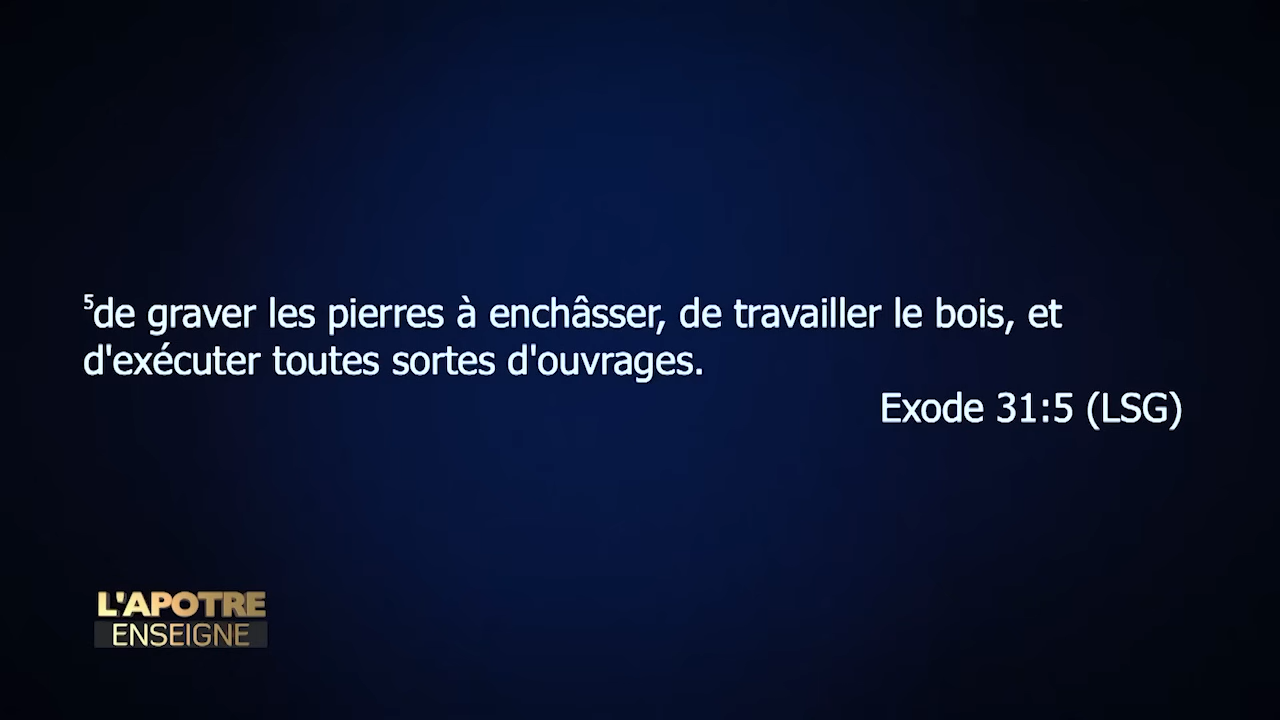 ⁵de graver les pierres à enchâsser, de travailler le bois, et
d'exécuter toutes sortes d'ouvrages.
Exode 31:5 (LSG)
L'APOTRE
ENSEIGNE